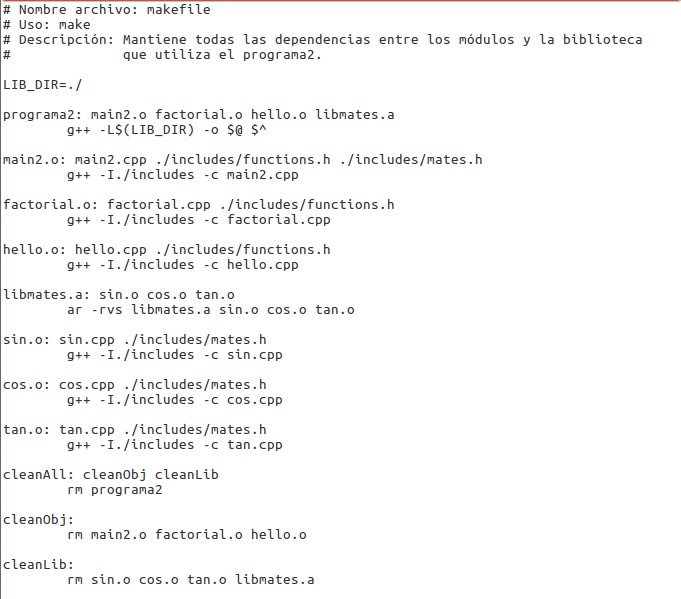 # Nombre archivo: makefile
# Uso: make
# Descripción: Mantiene todas las dependencias entre los módulos y la biblioteca
#              que utiliza el programa2.

LIB_DIR=./

programa2: main2.o factorial.o hello.o libmates.a
        g++ -L$(LIB_DIR) -o $@ $^

main2.o: main2.cpp ./includes/functions.h ./includes/mates.h
        g++ -I./includes -c main2.cpp

factorial.o: factorial.cpp ./includes/functions.h
        g++ -I./includes -c factorial.cpp

hello.o: hello.cpp ./includes/functions.h
        g++ -I./includes -c hello.cpp

libmates.a: sin.o cos.o tan.o
        ar -rvs libmates.a sin.o cos.o tan.o

sin.o: sin.cpp ./includes/mates.h
        g++ -I./includes -c sin.cpp

cos.o: cos.cpp ./includes/mates.h
        g++ -I./includes -c cos.cpp

tan.o: tan.cpp ./includes/mates.h
        g++ -I./includes -c tan.cpp

cleanAll: cleanObj cleanLib
        rm programa2

cleanObj:
        rm main2.o factorial.o hello.o

cleanLib:
        rm sin.o cos.o tan.o libmates.a